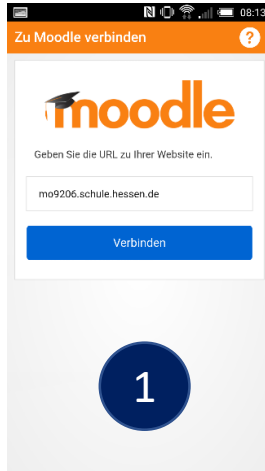 08:13
Zu Moodle verbinden ?
moodle
Geben Sie die URL zu Ihrer Website ein.
mo9206.schule.hessen.de
Verbinden
1